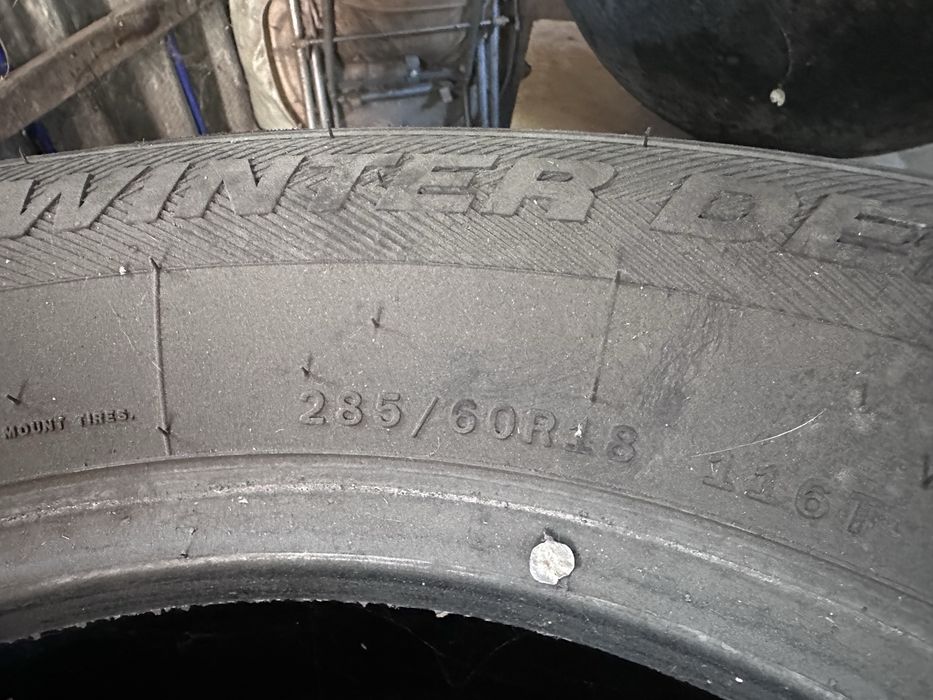 WINTER DE
MOUNT TIRES.
285/60R18
116T